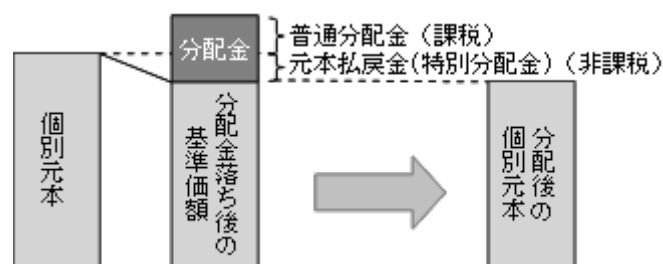 分配金
普通分配金（課税）
元本払戻金(特別分配金)（非課税）
個別元本
分配金落ち後の
基準価額
分配後の
個別元本